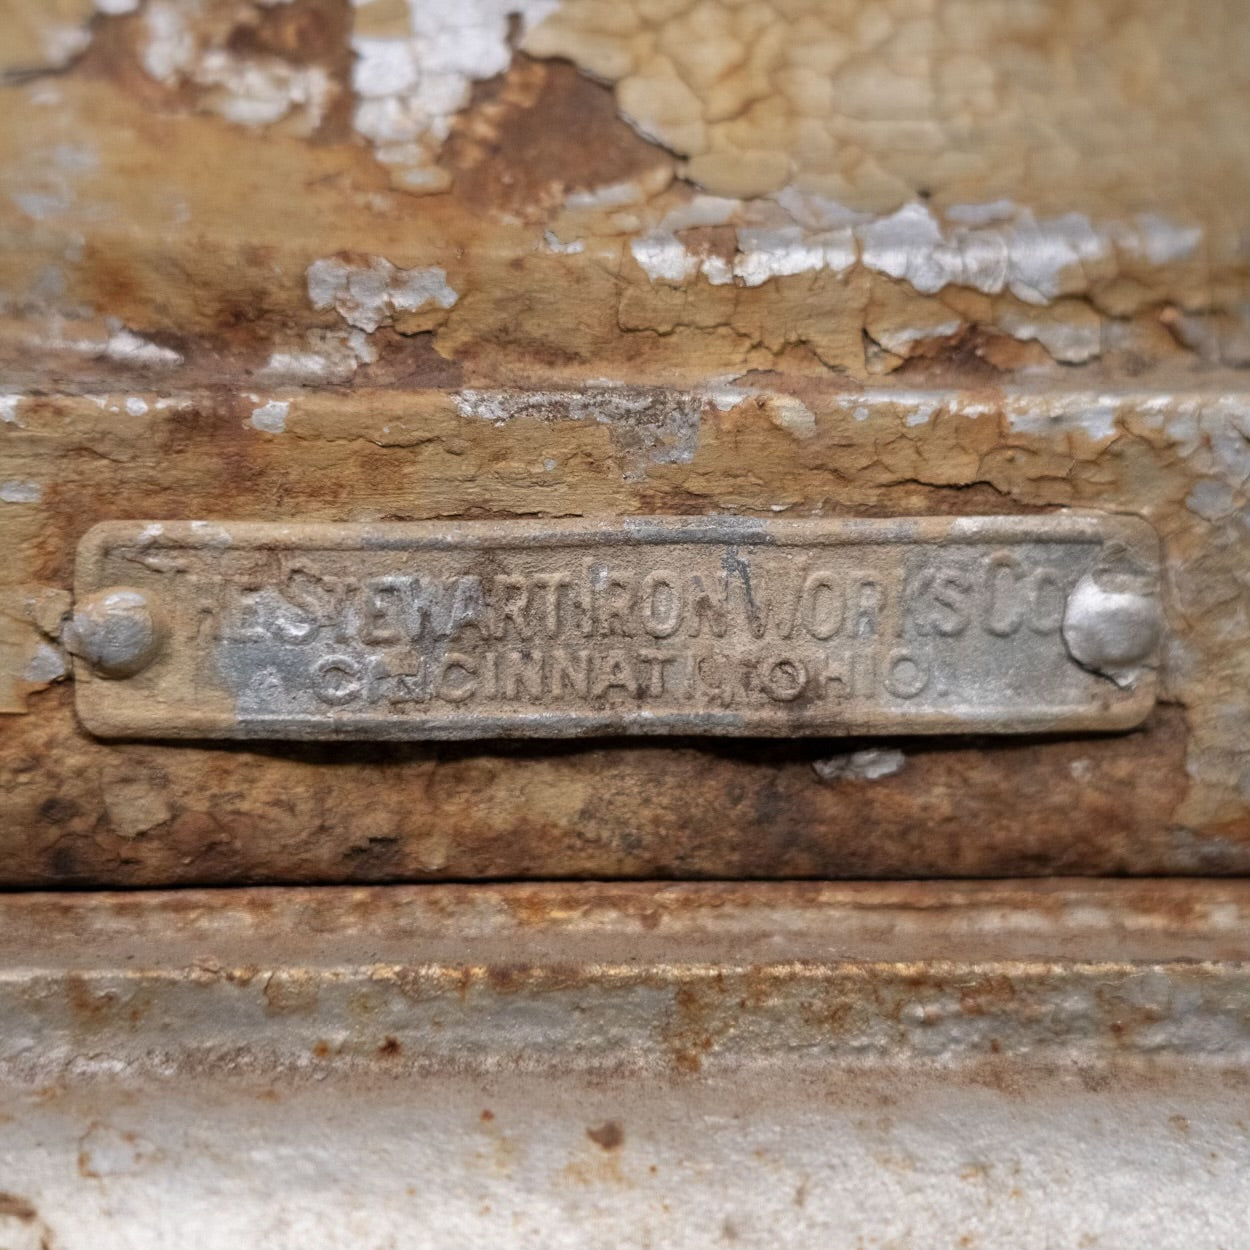 THE STEWART IRON WORKS CO
CINCINNATI, OHIO.